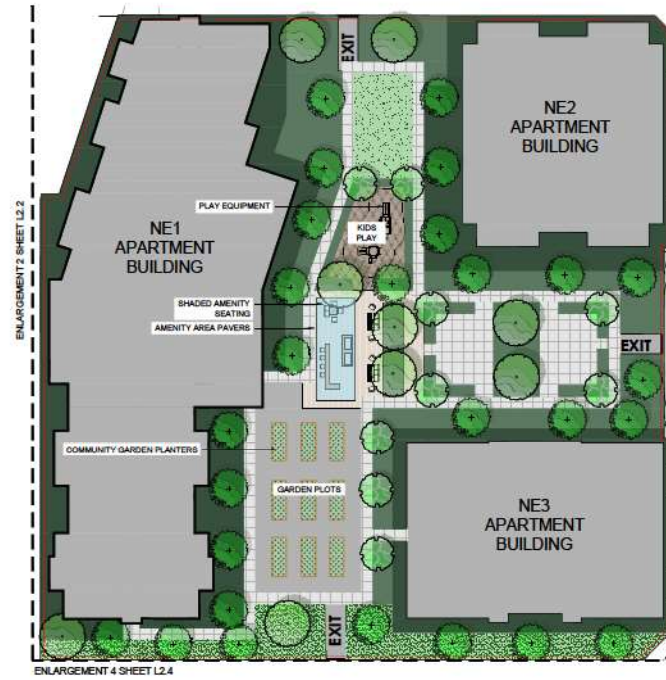 EXIT
NE2
APARTMENT
BUILDING
PLAY EQUIPMENT
KIDS
PLAY
NE1
APARTMENT
BUILDING
SHADED AMENITY
SEATING
AMENITY AREA PAVERS
EXIT
ENLARGEMENT 2 SHEET L2.2
COMMUNITY GARDEN PLANTERS
GARDEN PLOTS
NE3
APARTMENT
BUILDING
EXIT
ENLARGEMENT 4 SHEET L2.4